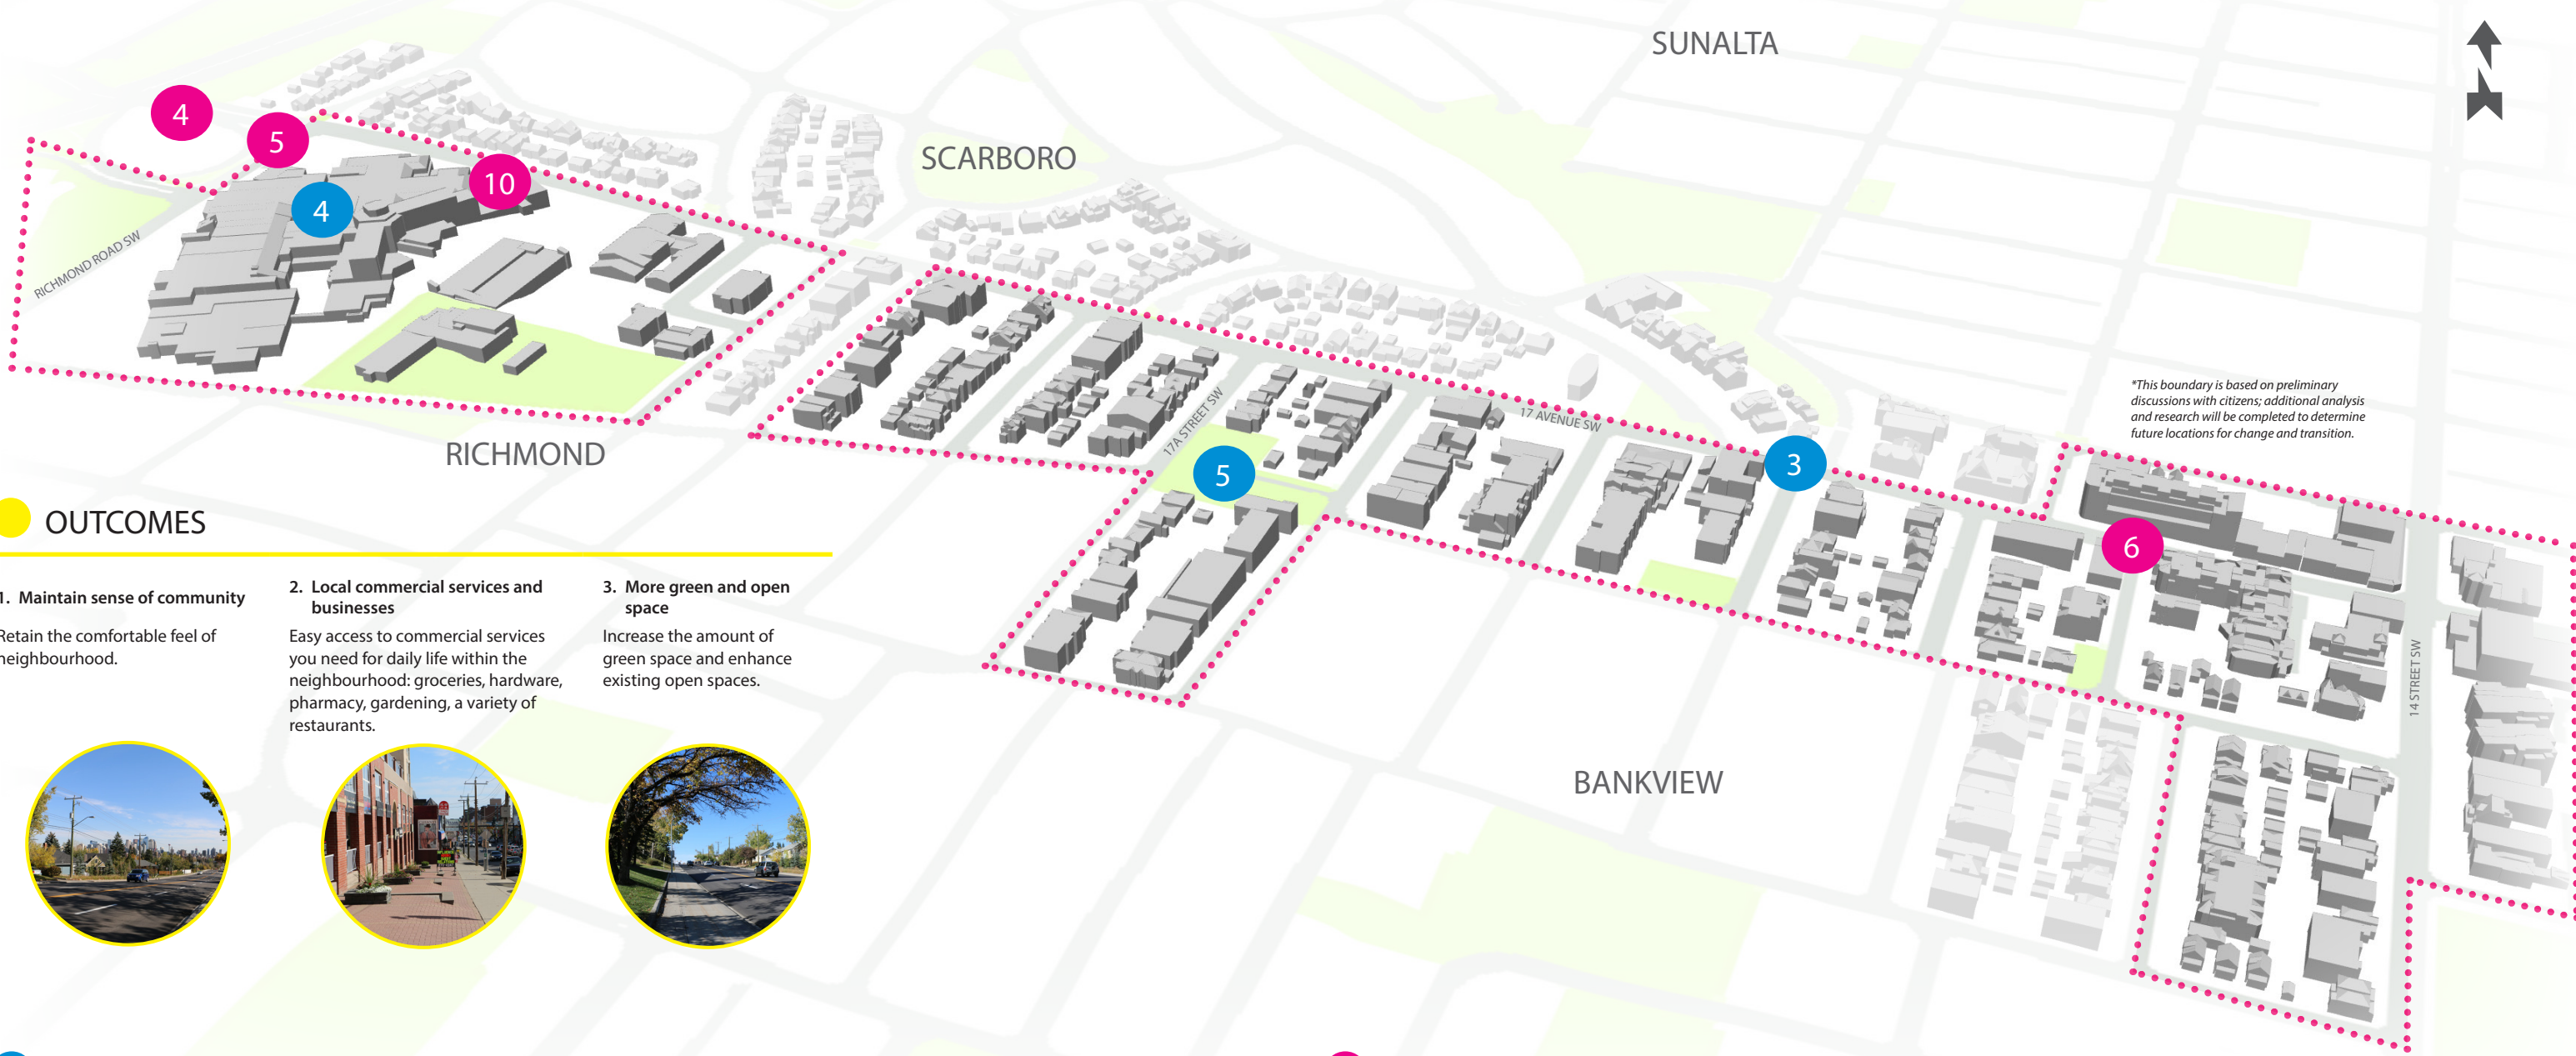 SUNALTA
4
5
SCARBORO
10
4
RICHMOND ROAD SW
*This boundary is based on preliminary
discussions with citizens; additional analysis
and research will be completed to determine
future locations for change and transition.
17A STREET SW
17 AVENUE SW
RICHMOND
3
5
6
OUTCOMES
1. Maintain sense of community
Retain the comfortable feel of
neighbourhood.
2. Local commercial services and
businesses
Easy access to commercial services
you need for daily life within the
neighbourhood: groceries, hardware,
pharmacy, gardening, a variety of
restaurants.
3. More green and open
space
Increase the amount of
green space and enhance
existing open spaces.
14 STREET SW
BANKVIEW